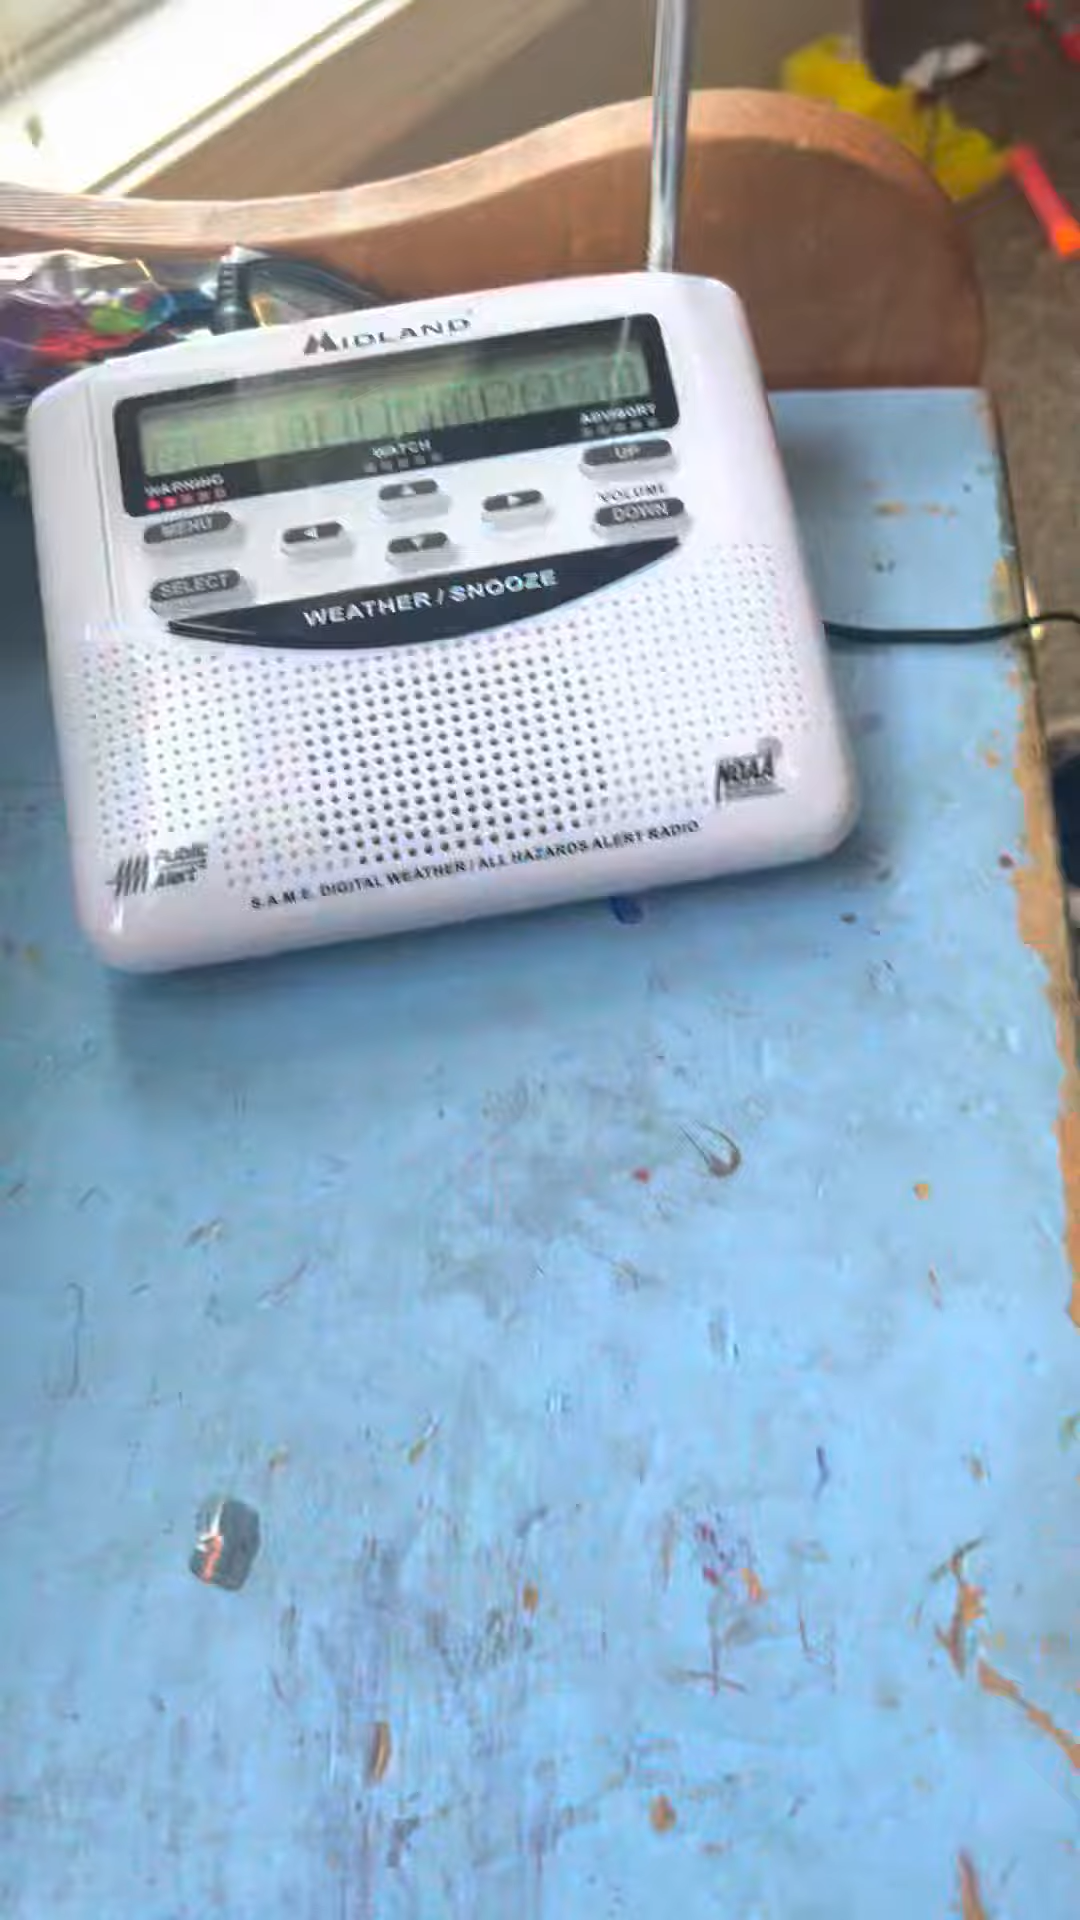 MIDLAND
WARNING
WATCH
ADVISORY
MENU
UP
VOLUME
DOWN
SELECT
WEATHER / SNOOZE
NOAA
Public
Alert
S.A.M.E. DIGITAL WEATHER / ALL HAZARDS ALERT RADIO